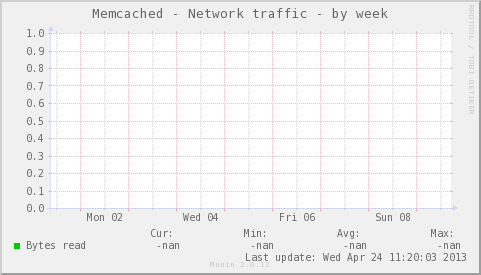 Memcached - Network traffic - by week
RRDTOOL / TOBI OETIKER
1.0
0.9
0.8
0.7
0.6
0.5
0.4
0.3
0.2
0.1
0.0
Mon 02 Wed 04 Fri 06 Sun 08
Cur: Min: Avg: Max:
Bytes read -nan -nan -nan -nan
Last update: Wed Apr 24 11:20:03 2013
Munin 2.0.12